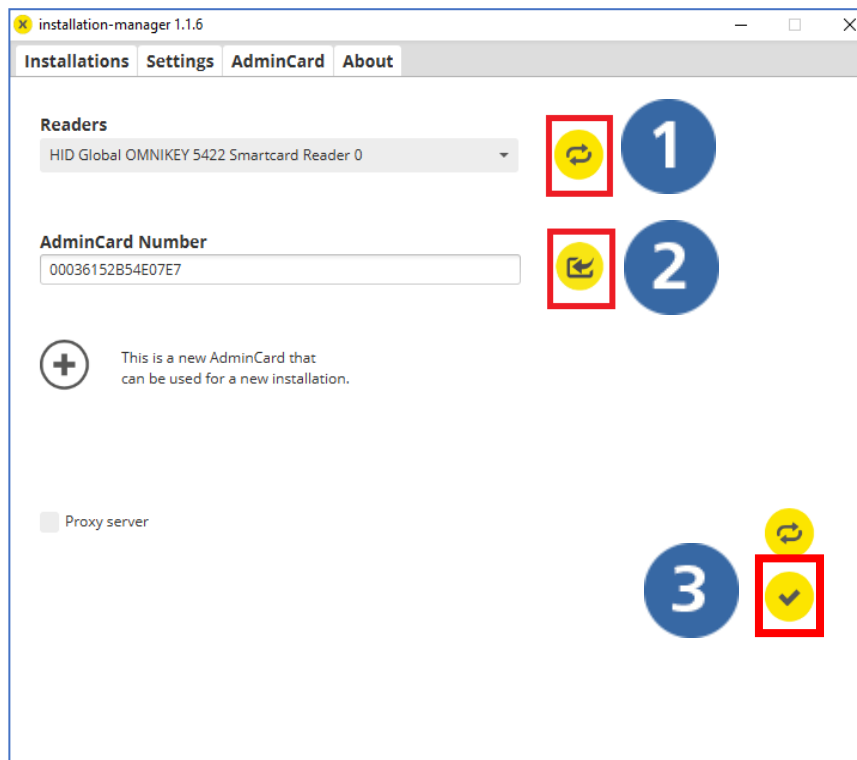 installation-manager 1.1.6
Installations Settings AdminCard About
Readers
HID Global OMNIKEY 5422 Smartcard Reader 0
1
AdminCard Number
00036152B54E07E7
2
This is a new AdminCard that
can be used for a new installation.
Proxy server
3